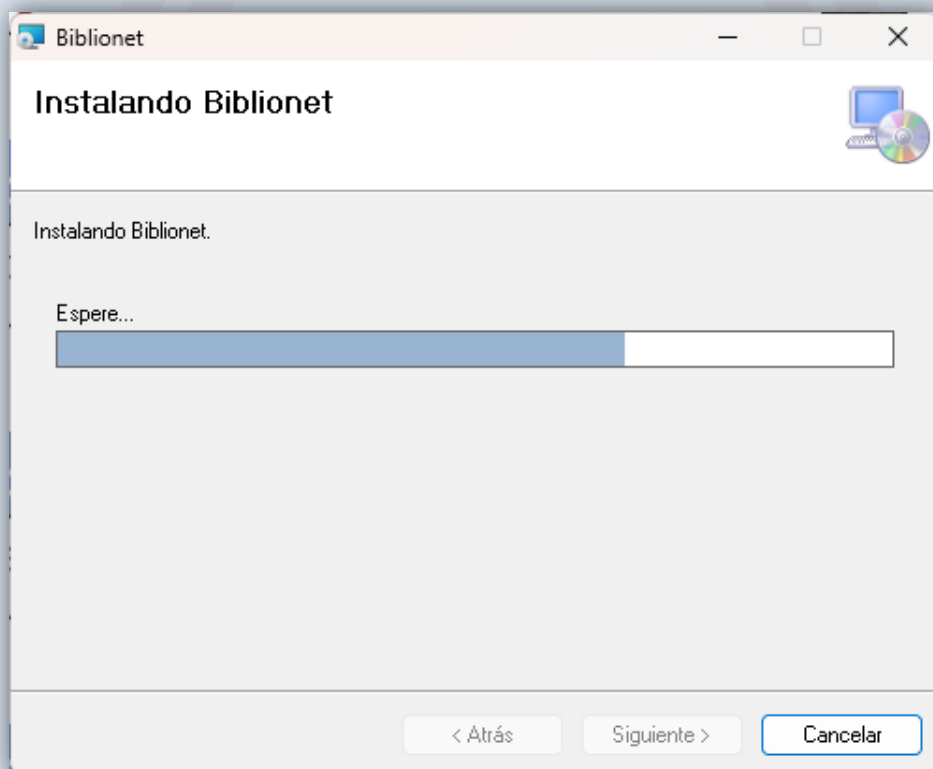 Biblionet
Instalando Biblionet
Instalando Biblionet.
Espere...
< Atrás
Siguiente >
Cancelar